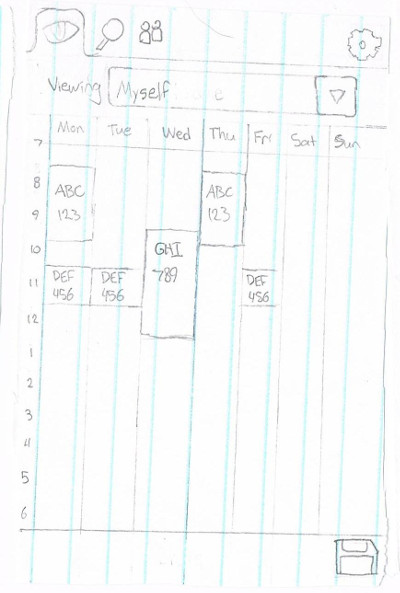 Viewing Myself
Mon Tue Wed Thu Fri Sat Sun
7
8
ABC
123
ABC
123
9
10
GHI
789
11
DEF
456
DEF
456
DEF
456
12
1
2
3
4
5
6